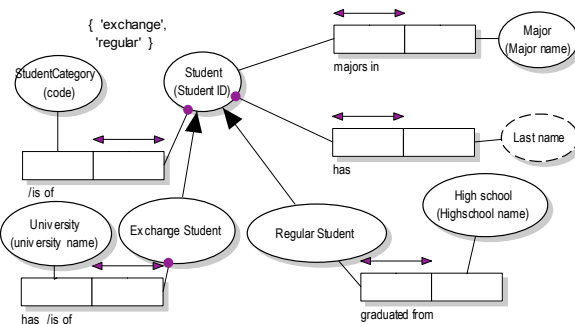 { 'exchange',
'regular' }
StudentCategory
(code)
Student
(Student ID)
majors in
Major
(Major name)
has
Last name
/is of
University
(university name)
Exchange Student
Regular Student
High school
(Highschool name)
has /is of
graduated from